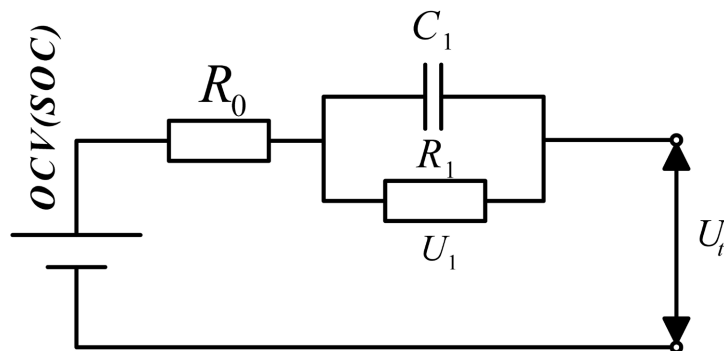 OCV(SOC)
R₀
C₁
R₁
U₁
Uₜ